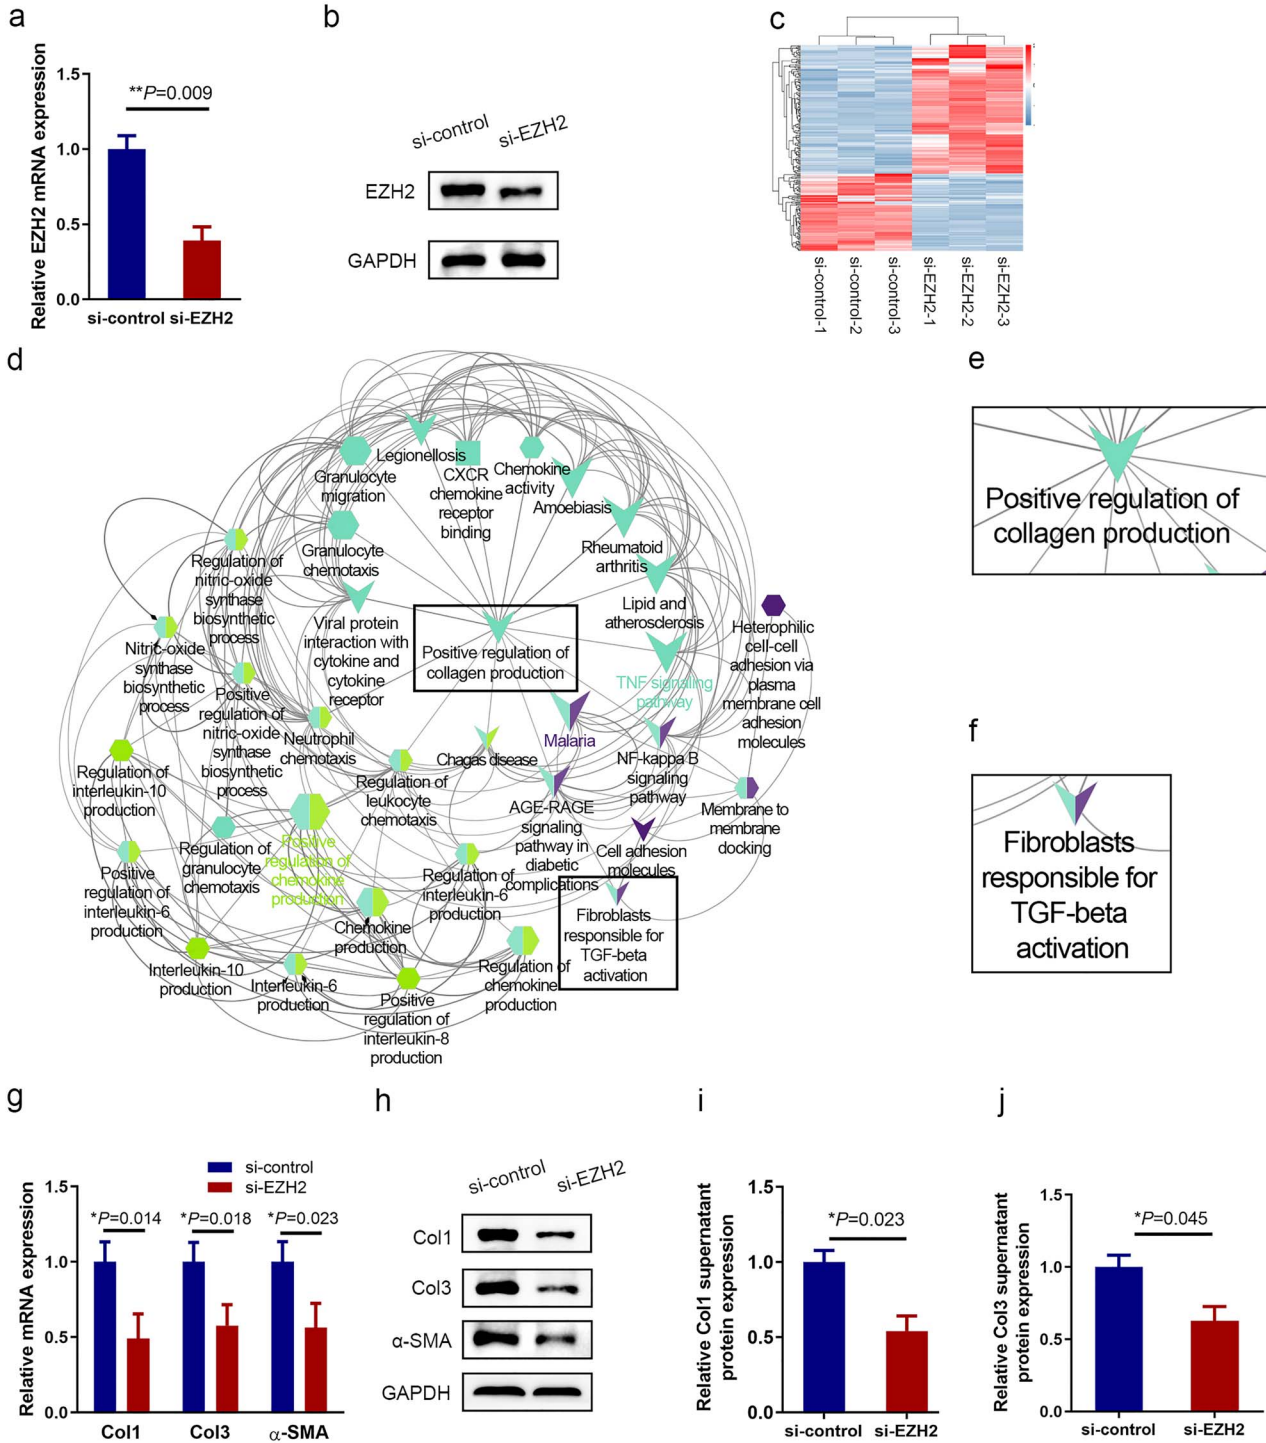 a
b
c
1.5
1.0
0.5
0.0
Relative EZH2 mRNA expression
**P=0.009
si-control si-EZH2
si-control
si-EZH2
EZH2
GAPDH
si-control-1
si-control-2
si-control-3
si-EZH2-1
si-EZH2-2
si-EZH2-3
d
Legionellosis
Granulocyte
migration
CXCR
chemokine
receptor
binding
Chemokine
activity
Amoebiasis
Rheumatoid
arthritis
Granulocyte
chemotaxis
Lipid and
atherosclerosis
Regulation of
nitric-oxide
synthase
biosynthetic
process
Viral protein
interaction with
cytokine and
cytokine
receptor
Positive regulation of
collagen production
Heterophilic
cell-cell
adhesion via
plasma
membrane cell
adhesion
molecules
Nitric-oxide
synthase
biosynthetic
process
TNF signaling
pathway
Positive
regulation of
nitric-oxide
synthase
biosynthetic
process
Neutrophil
chemotaxis
Malaria
Chagas disease
NF-kappa B
signaling
pathway
Regulation of
interleukin-10
production
Regulation of
leukocyte
chemotaxis
AGE-RAGE
signaling
pathway in
diabetic
complications
Membrane to
membrane
docking
Regulation of
granulocyte
chemotaxis
Positive
regulation of
chemokine
production
Cell adhesion
molecules
Positive
regulation of
interleukin-6
production
Regulation of
interleukin-6
production
Chemokine
production
Fibroblasts
responsible for
TGF-beta
activation
Interleukin-10
production
Interleukin-6
production
Positive
regulation of
interleukin-8
production
Regulation of
chemokine
production
e
Positive regulation of
collagen production
f
Fibroblasts
responsible for
TGF-beta
activation
g
si-control
si-EZH2
1.5
1.0
0.5
0.0
Relative mRNA expression
*P=0.014
*P=0.018
*P=0.023
Col1
Col3
α-SMA
h
si-control
si-EZH2
Col1
Col3
α-SMA
GAPDH
i
1.5
1.0
0.5
0.0
Relative Col1 supernatant
protein expression
*P=0.023
si-control
si-EZH2
j
1.5
1.0
0.5
0.0
Relative Col3 supernatant
protein expression
*P=0.045
si-control
si-EZH2